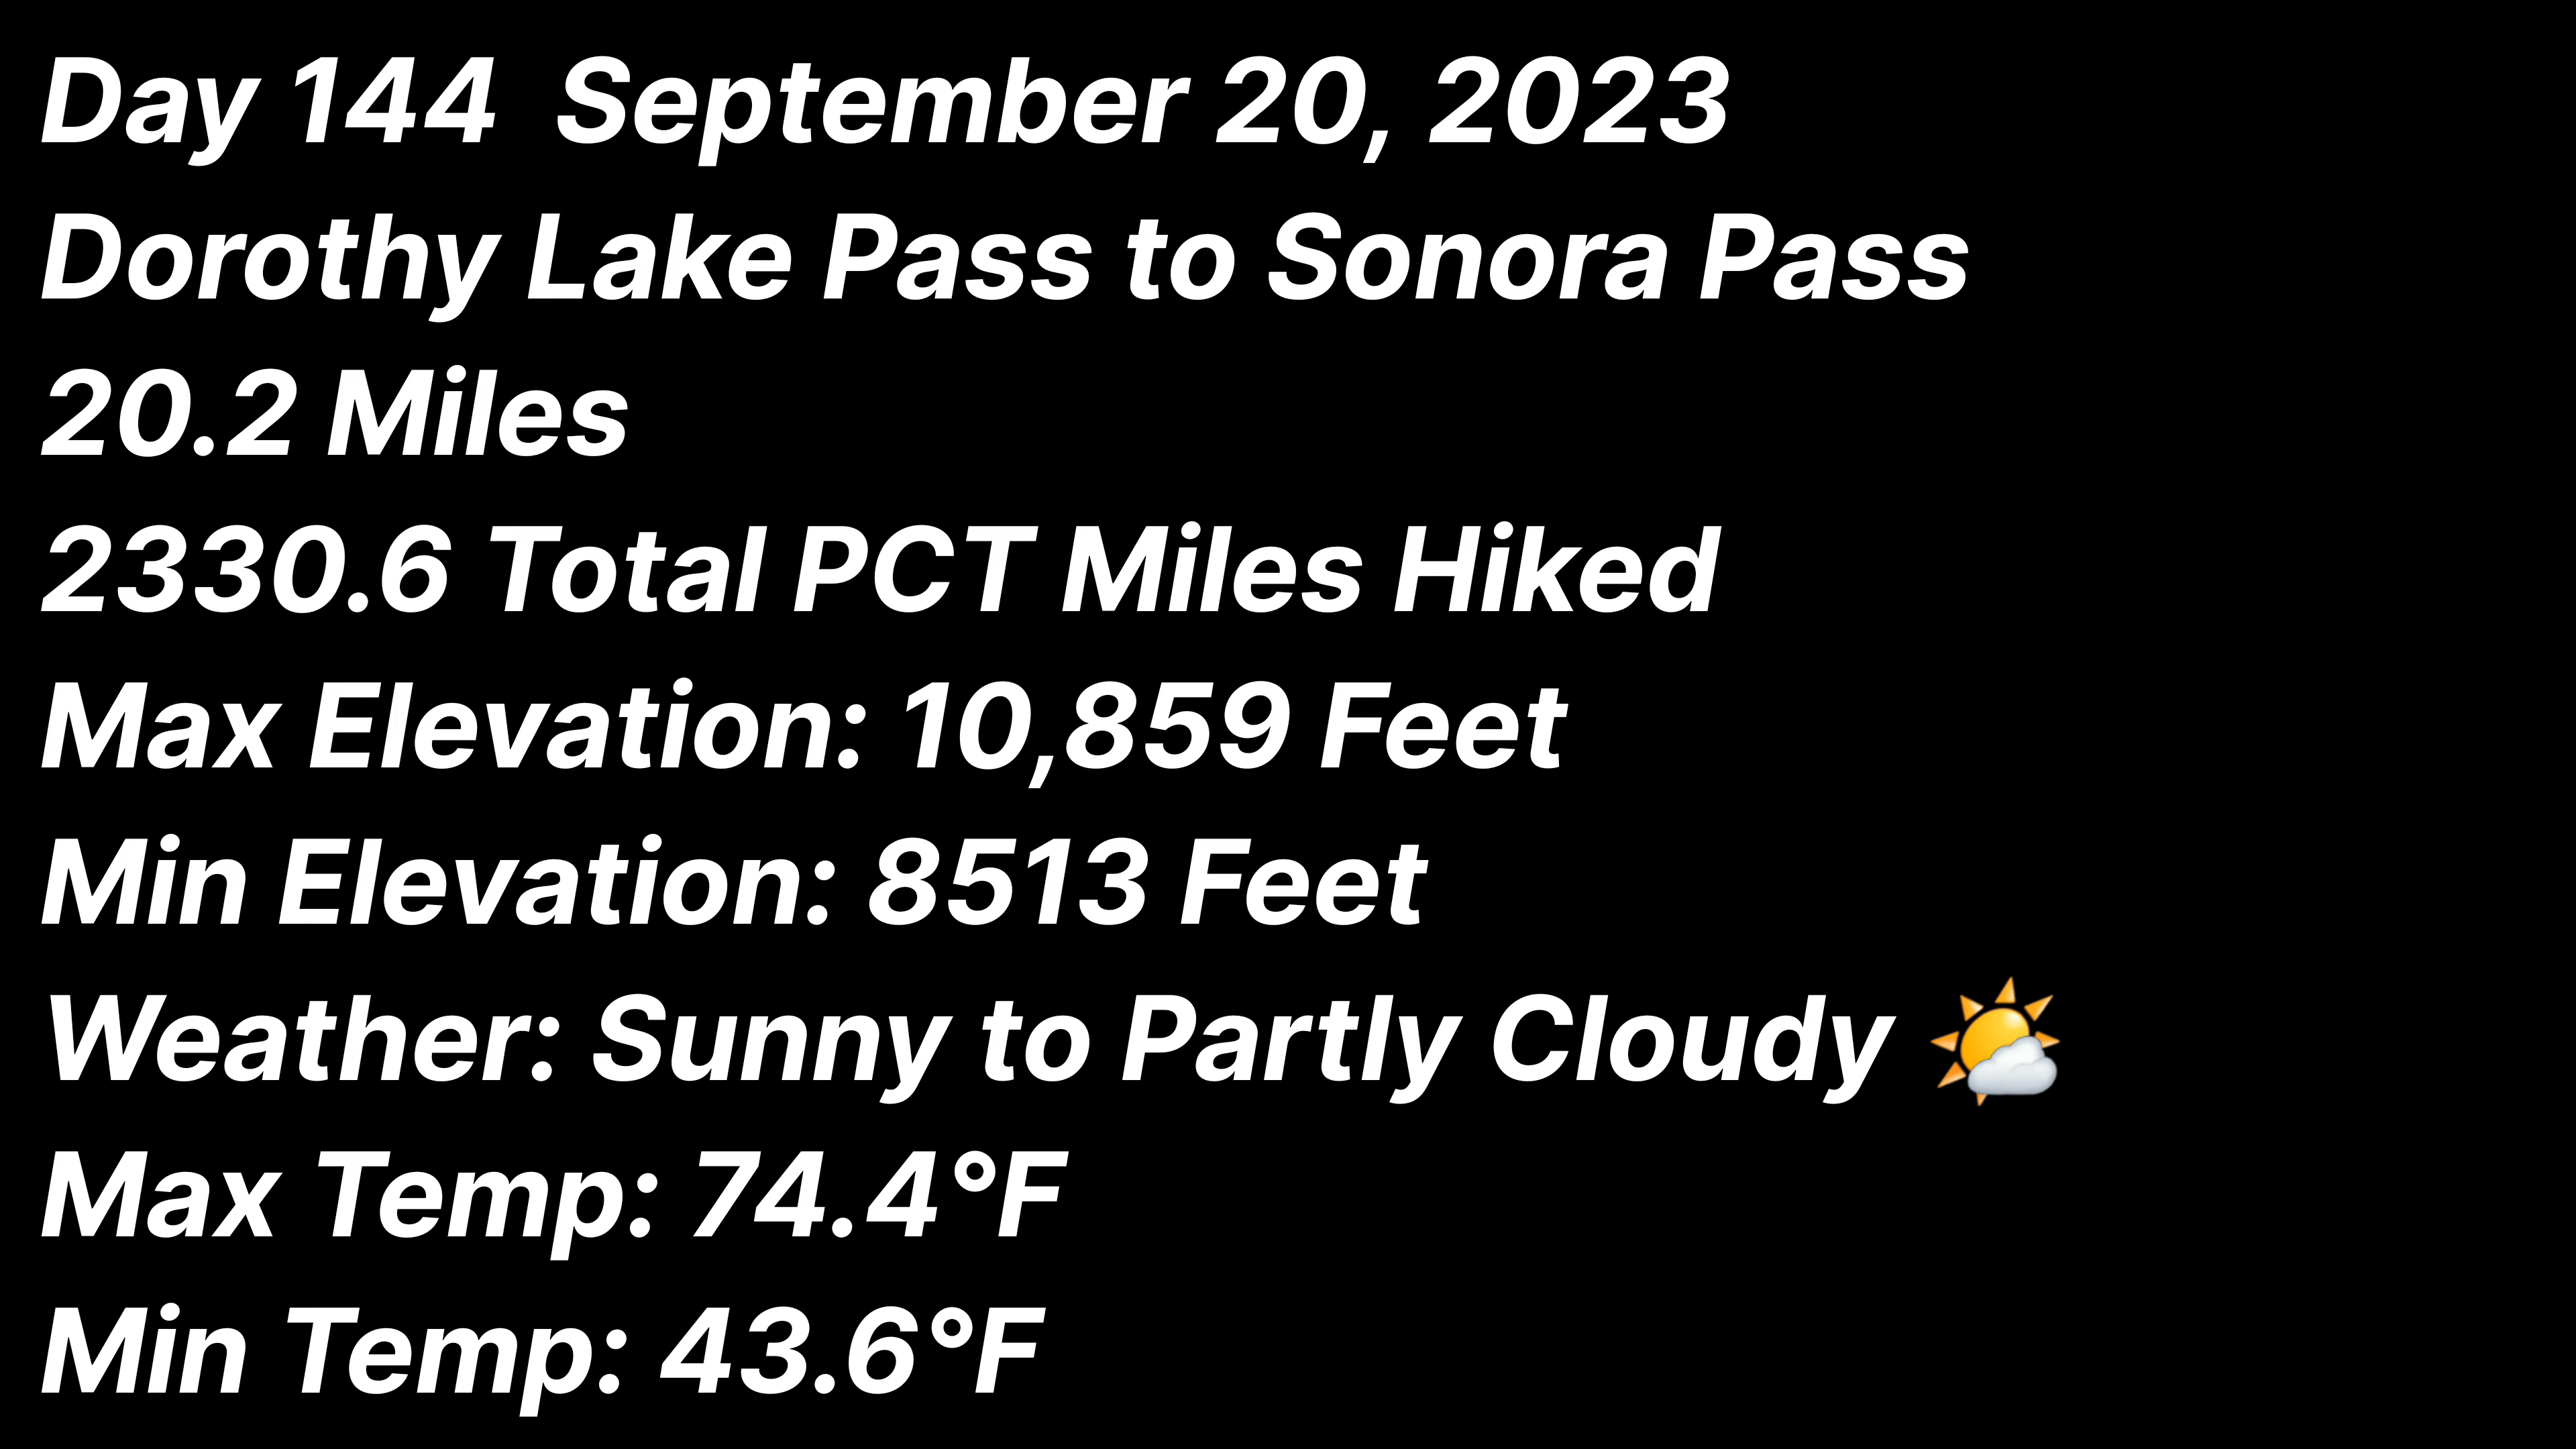 Day 144  September 20, 2023
Dorothy Lake Pass to Sonora Pass
20.2 Miles
2330.6 Total PCT Miles Hiked
Max Elevation: 10,859 Feet
Min Elevation: 8513 Feet
Weather: Sunny to Partly Cloudy 🌤️
Max Temp: 74.4°F
Min Temp: 43.6°F